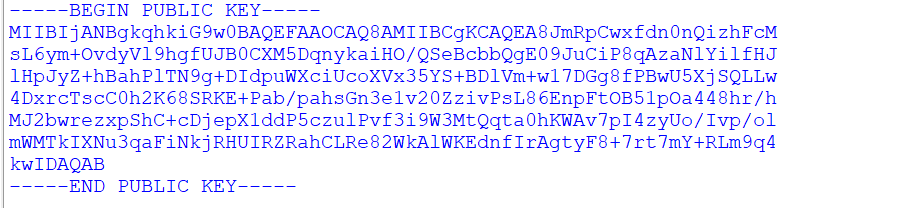 -----BEGIN PUBLIC KEY-----
MIIBIjANBgkqhkiG9w0BAQEFAAOCAQ8AMIIBCgKCAQEA8JmRpCwxfdn0nQizhFcM
sL6ym+OvdyVl9hgfUJB0CXM5DqnykaiHO/QSeBcbbQgE09JuCiP8qAzaNlYilfHJ
lHpJyZ+hBahPlTN9g+DIdpuWXciUcoXVx35YS+BDlVm+w17DGg8fPBwU5XjSQLLw
4DxrcTscC0h2K68SRKE+Pab/pahsGn3e1v20ZzivPsL86EnpFtOB51pOa448hr/h
MJ2bwrezxpShC+cDjepX1ddP5czulPvf3i9W3MtQqta0hKWAv7pI4zyUo/Ivp/ol
mWMTkIXNu3qaFiNkjRHUIRZRahCLRe82WkAlWKEdnfIrAgtyF8+7rt7mY+RLm9q4
kwIDAQAB
-----END PUBLIC KEY-----